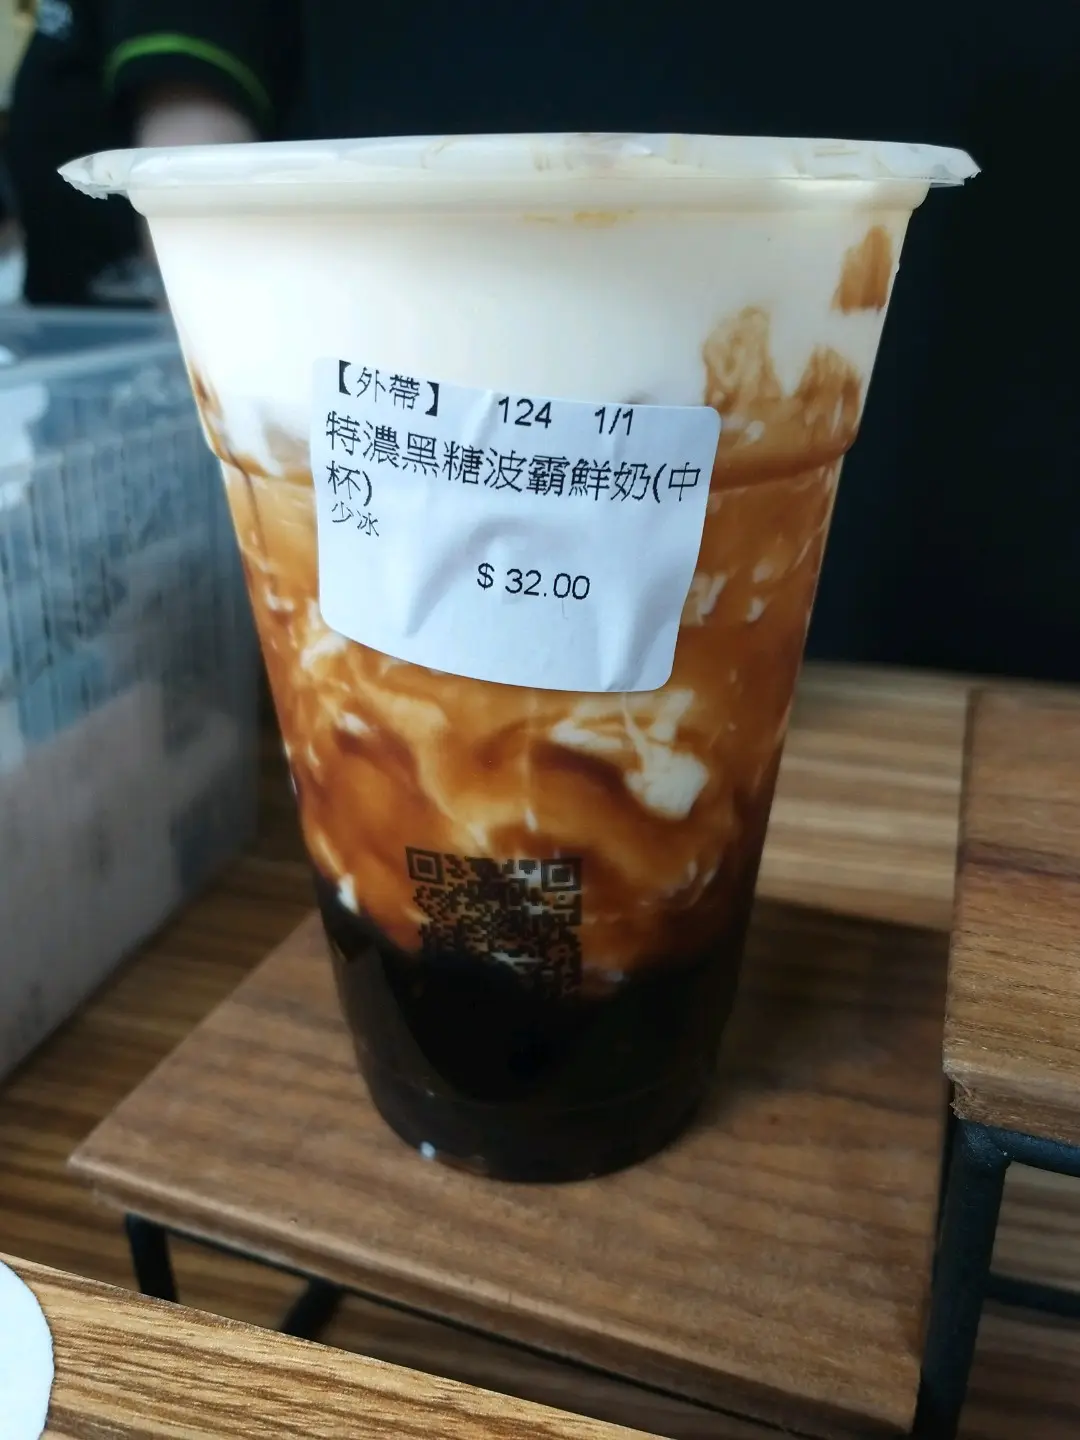 【外帶】 124 1/1
特濃黑糖波霸鮮奶(中
杯)
少冰
$ 32.00